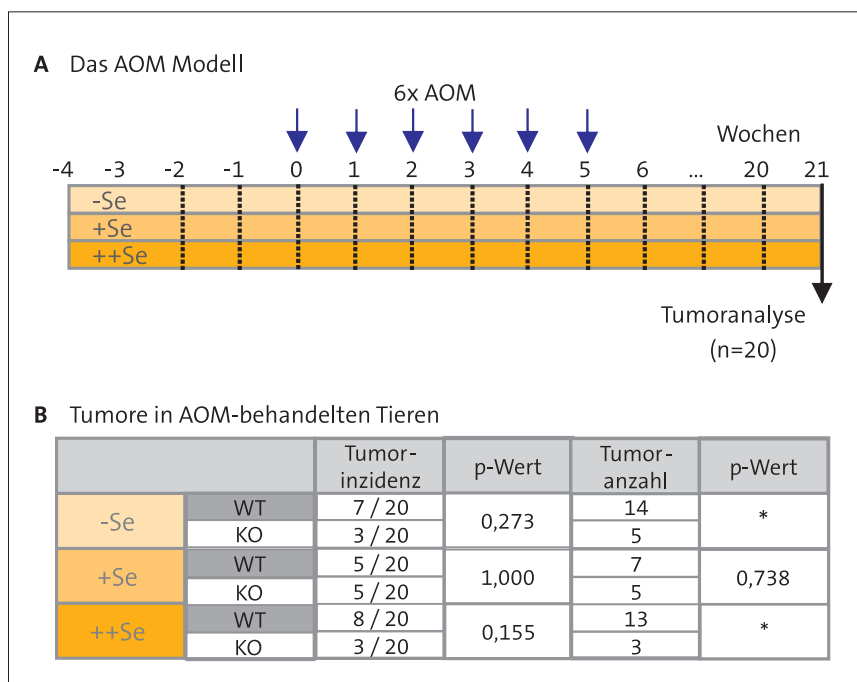 A Das AOM Modell
6x AOM
Wochen
-4 -3 -2 -1 0 1 2 3 4 5 6 ... 20 21
-Se
+Se
++Se
Tumoranalyse
(n=20)
B Tumore in AOM-behandelten Tieren
Tumor-
inzidenz
p-Wert
Tumor-
anzahl
p-Wert
-Se
WT 7 / 20 14
KO 3 / 20 5
0,273 *
+Se
WT 5 / 20 7
KO 5 / 20 5
1,000 0,738
++Se
WT 8 / 20 13
KO 3 / 20 3
0,155 *